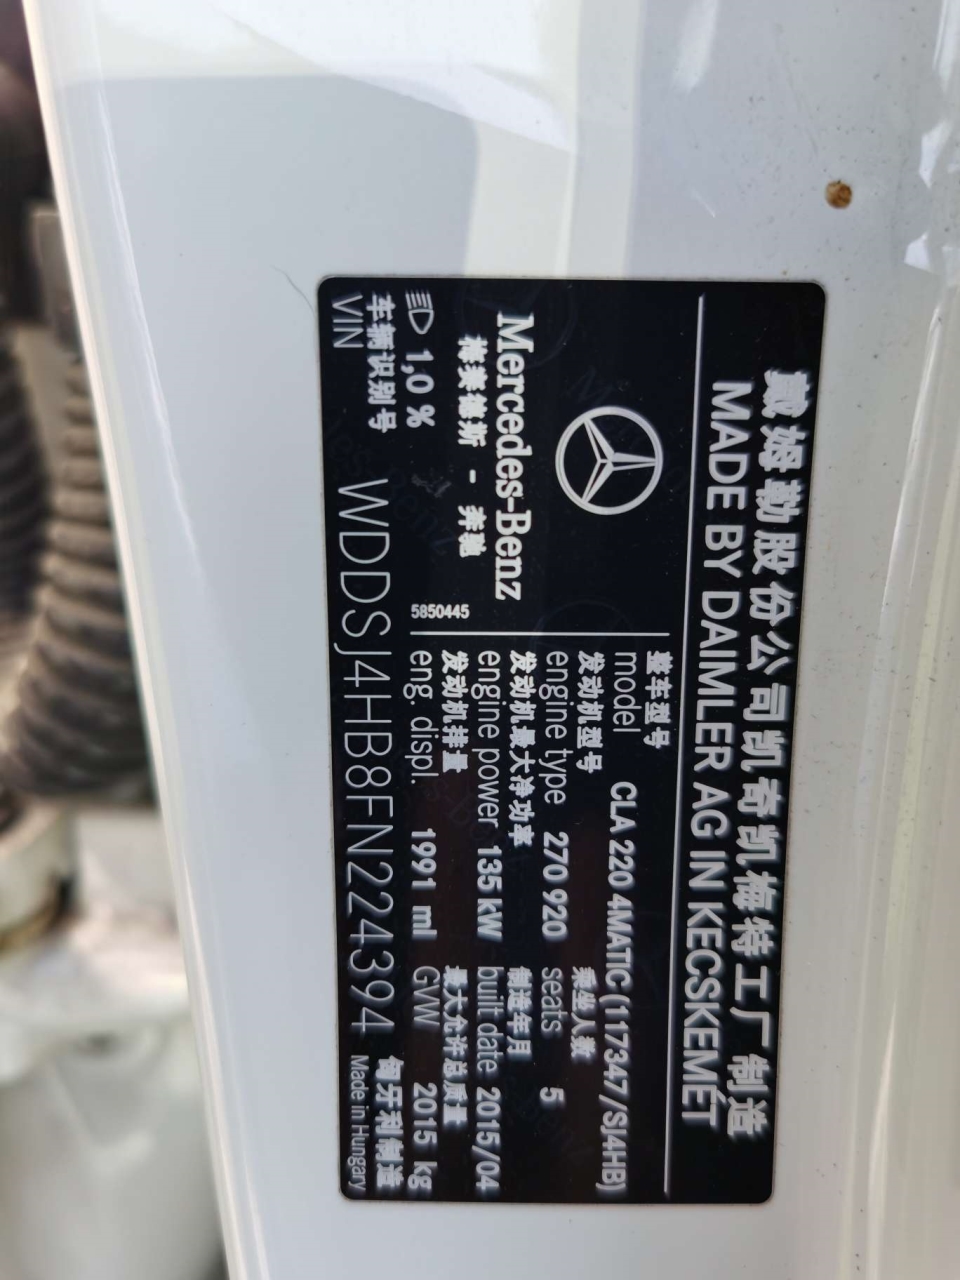 戴姆勒股份公司凯奇凯梅特工厂制造
MADE BY DAIMLER AG IN KECSKEMÉT
Mercedes-Benz
梅赛德斯 - 奔驰
5850445
整车型号
model CLA 220 4MATIC (117347/SJ4HB)
发动机型号 乘坐人数
engine type 270 920 seats 5
发动机最大净功率 制造年月
engine power 135 kW built date 2015/04
发动机排量 最大允许总质量
eng. displ. 1991 ml GVW 2015 kg
1,0 %
车辆识别号 匈牙利制造
VIN WDDSJ4HB8FN224394 Made in Hungary